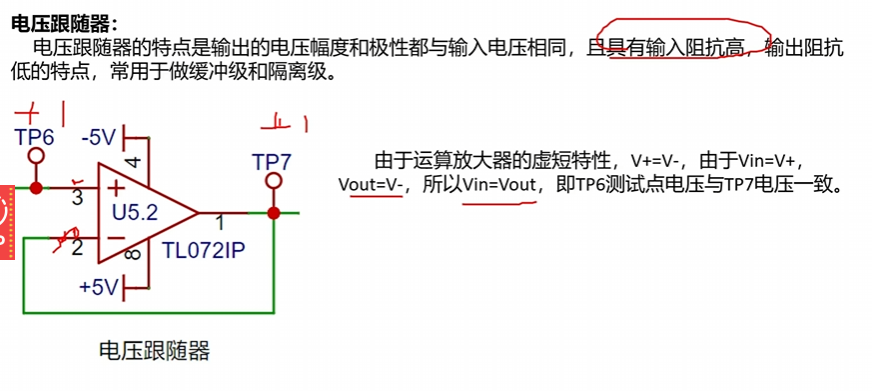 电压跟随器：
电压跟随器的特点是输出的电压幅度和极性都与输入电压相同，且具有输入阻抗高，输出阻抗
低的特点，常用于做缓冲级和隔离级。
+1
±1
TP6
-5V
4
TP7
3
+
U5.2
1
2
-
8
TL072IP
+5V
由于运算放大器的虚短特性，V+=V-，由于Vin=V+，
Vout=V-，所以Vin=Vout，即TP6测试点电压与TP7电压一致。
电压跟随器